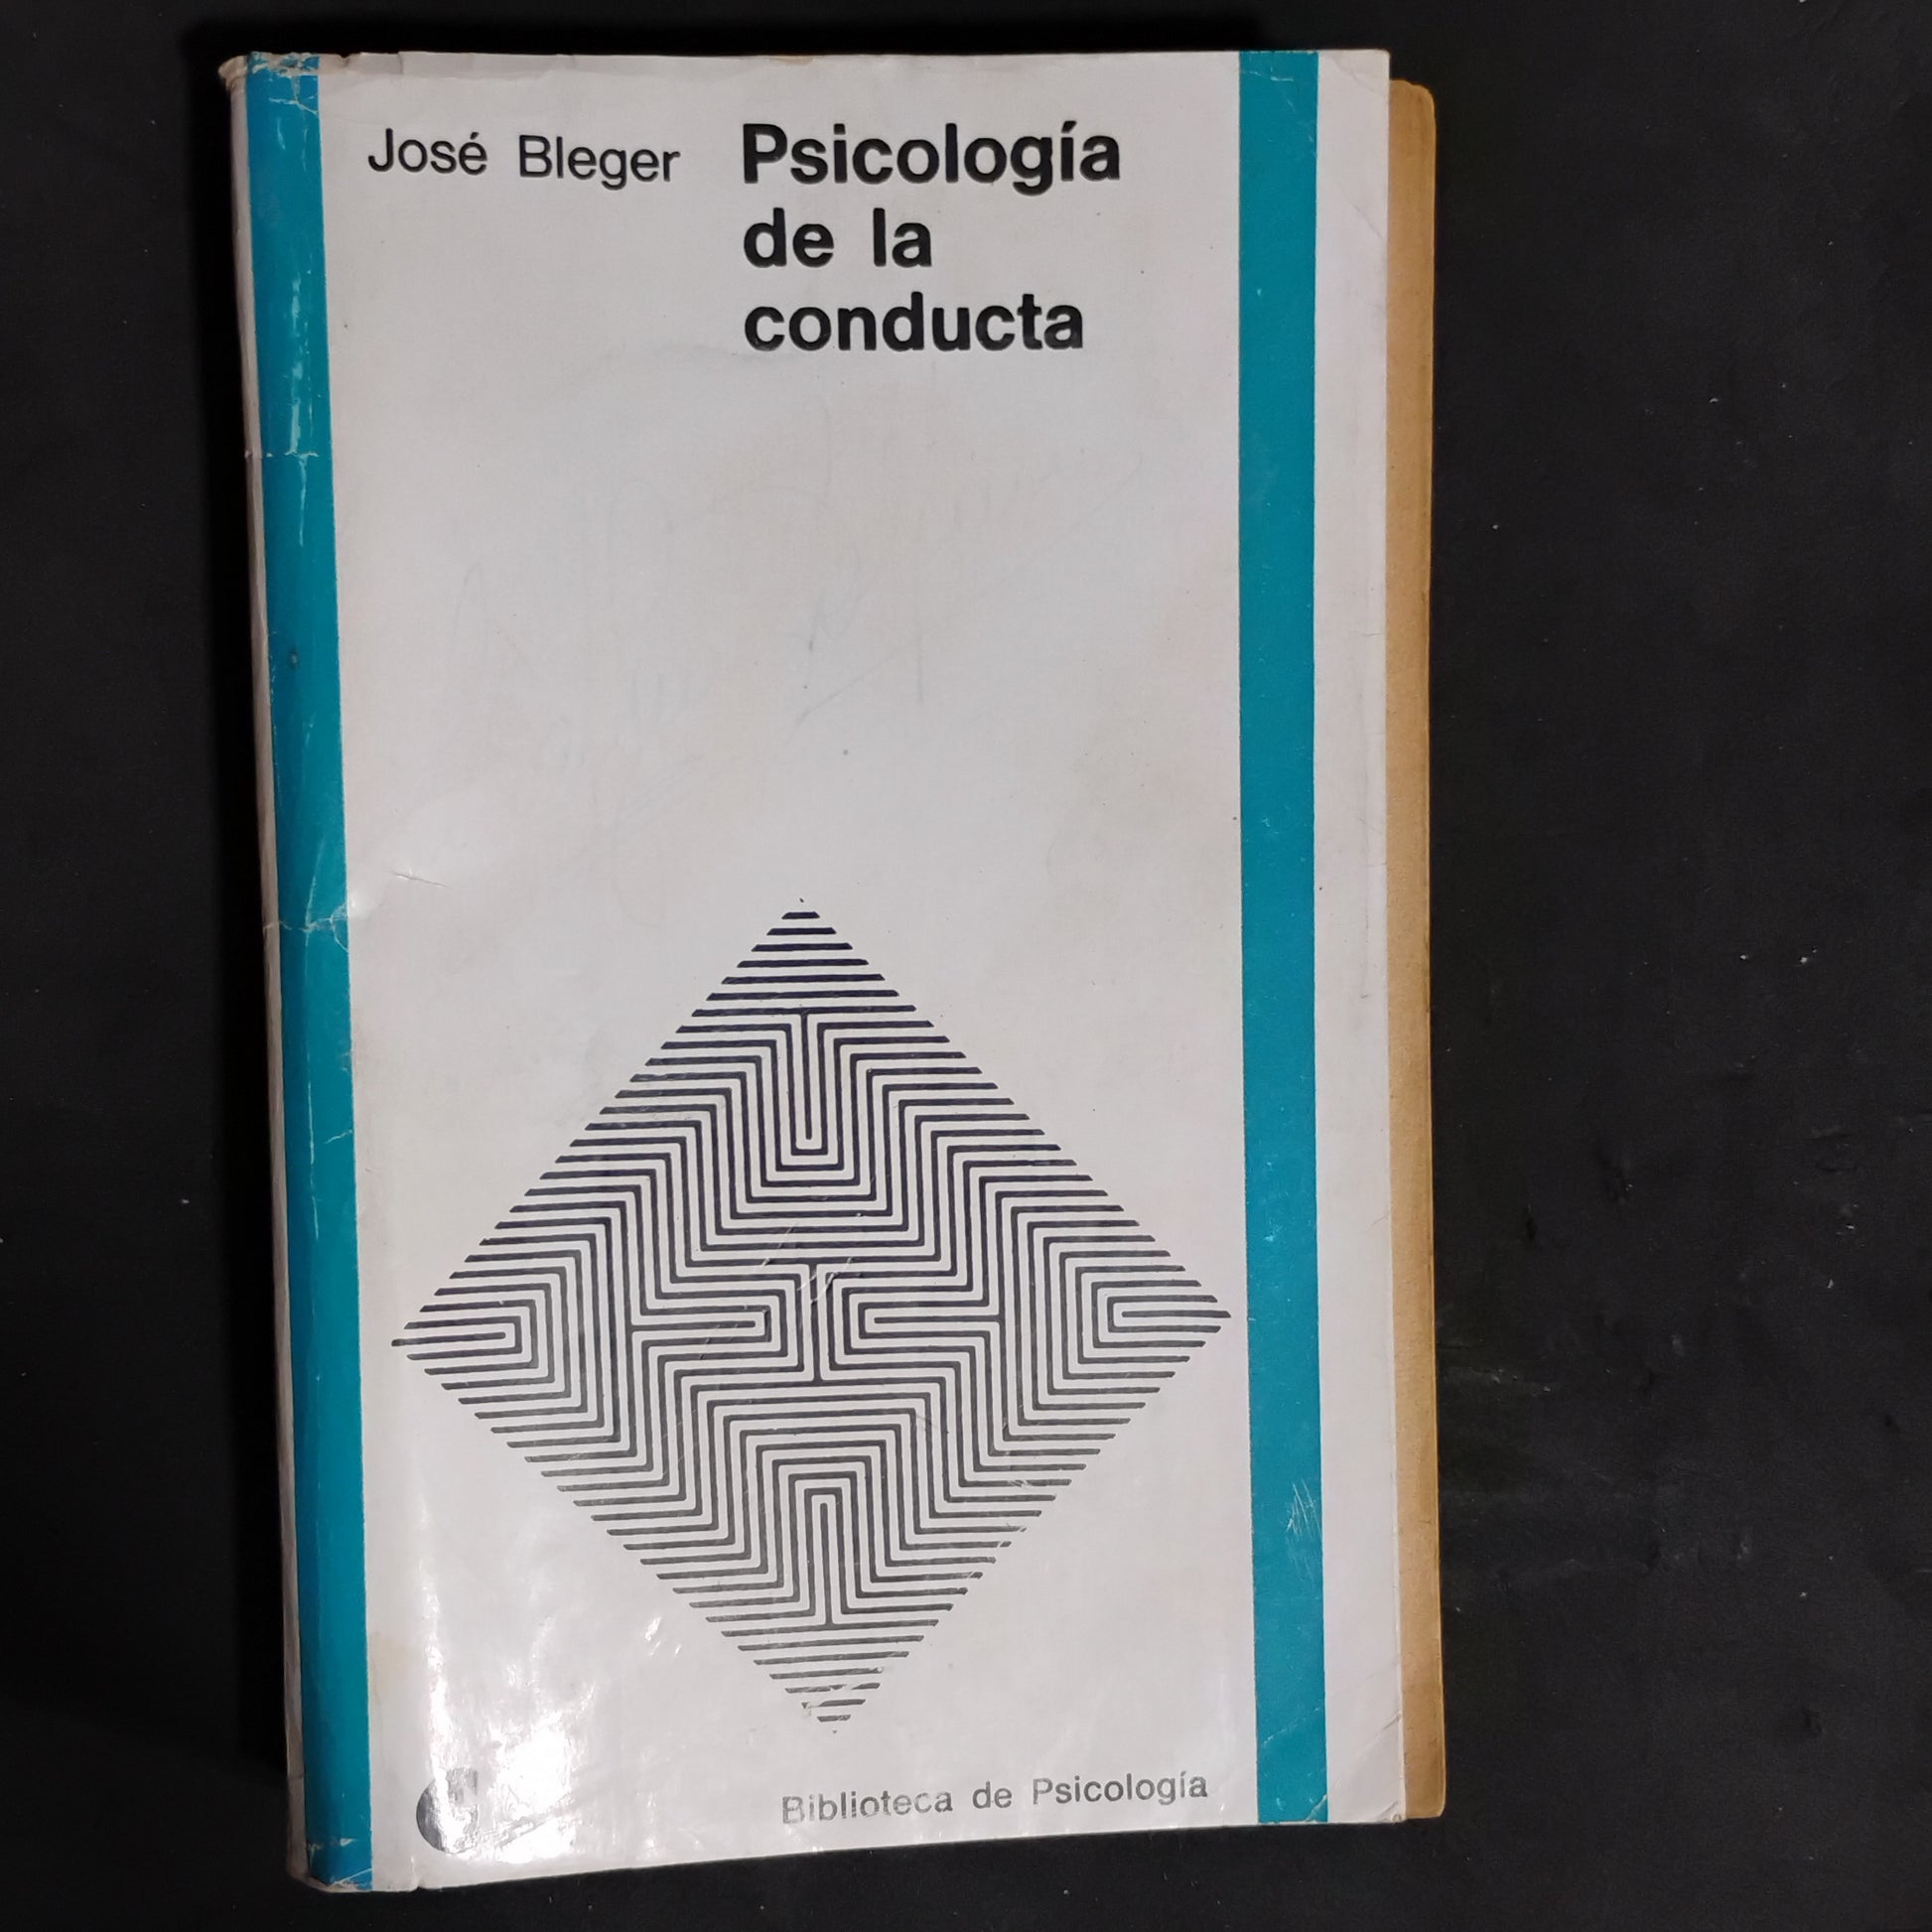 José Bleger
Psicología
de la
conducta
Biblioteca de Psicología